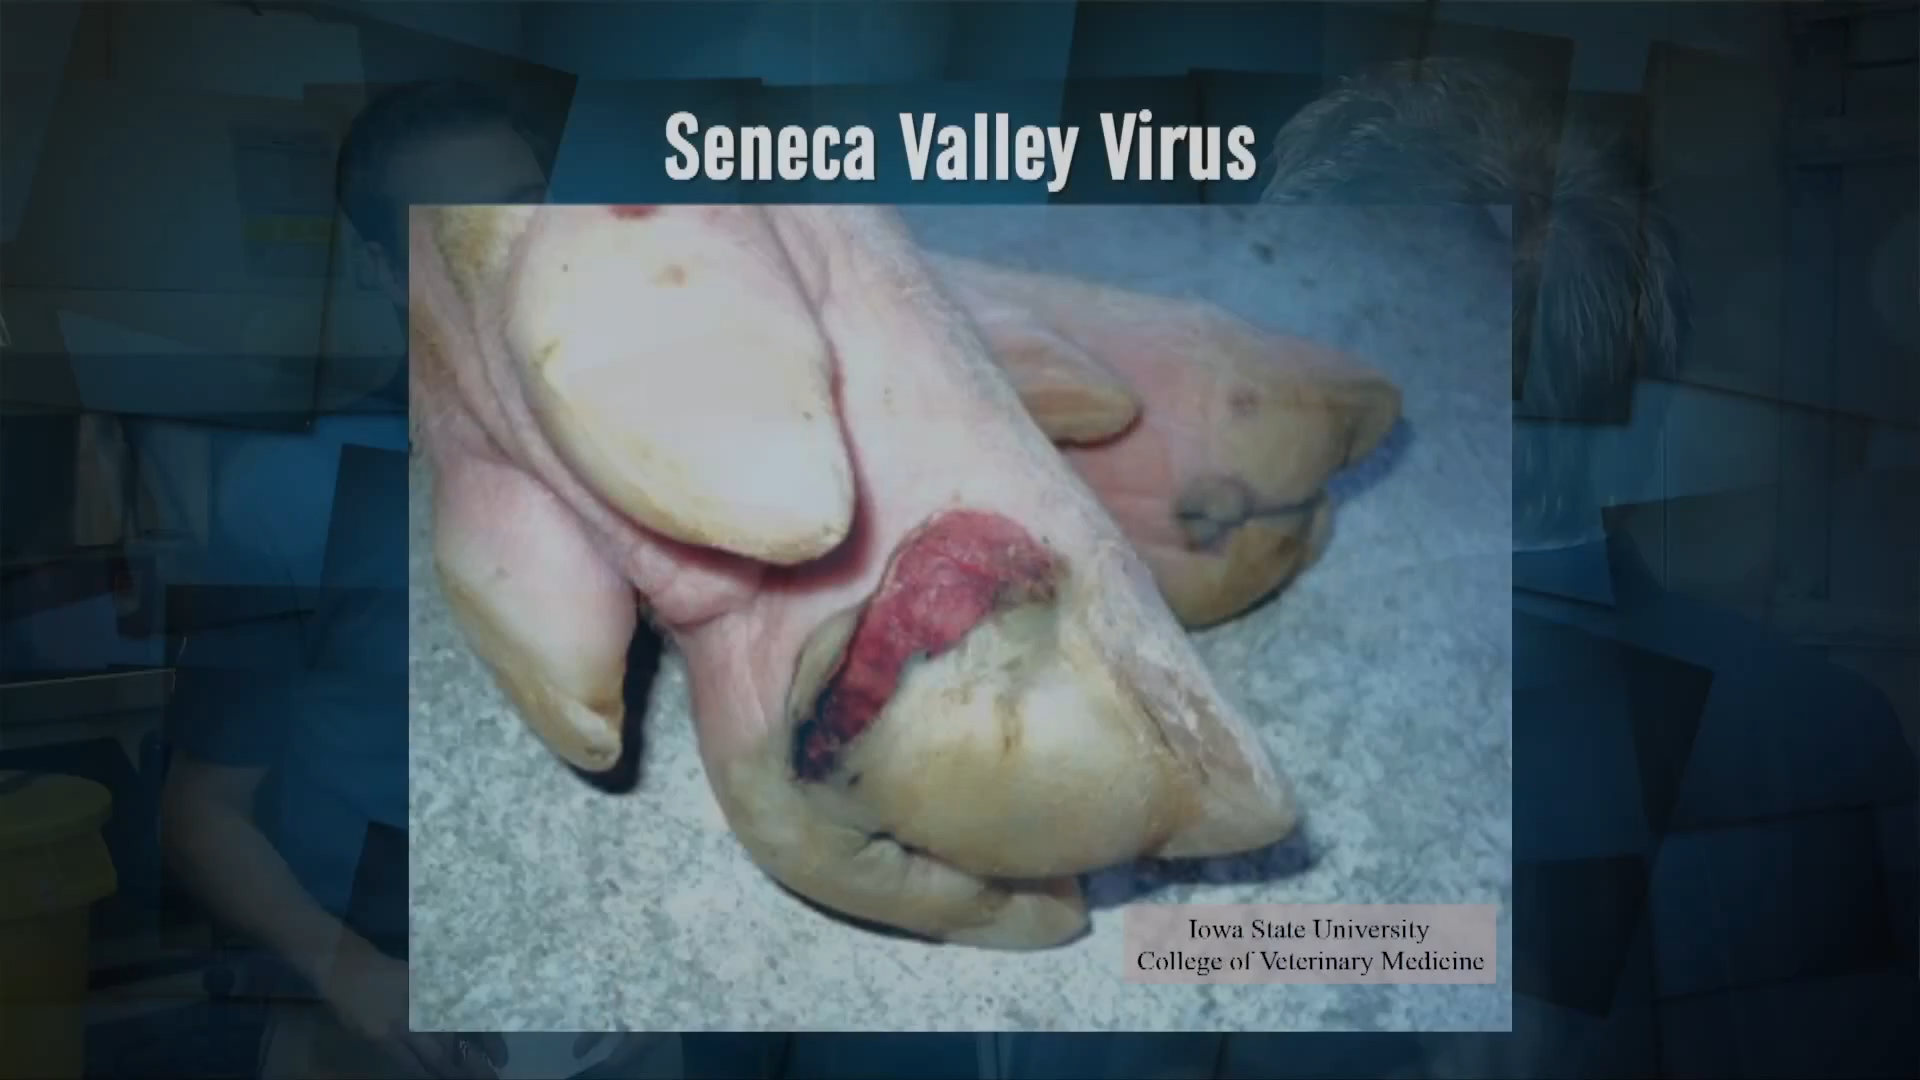 Seneca Valley Virus
Iowa State University
College of Veterinary Medicine